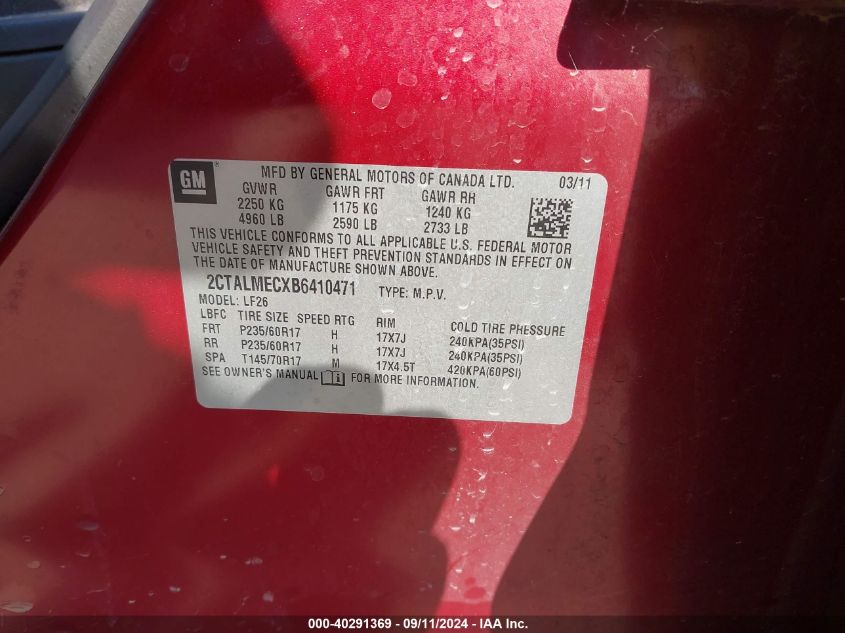 GM ®
MFD BY GENERAL MOTORS OF CANADA LTD. 03/11
GVWR GAWR FRT GAWR RR
2250 KG 1175 KG 1240 KG
4960 LB 2590 LB 2733 LB
THIS VEHICLE CONFORMS TO ALL APPLICABLE U.S. FEDERAL MOTOR
VEHICLE SAFETY AND THEFT PREVENTION STANDARDS IN EFFECT ON
THE DATE OF MANUFACTURE SHOWN ABOVE.
2CTALMECXB6410471 TYPE: M.P.V.
MODEL: LF26
LBFC TIRE SIZE SPEED RTG RIM COLD TIRE PRESSURE
FRT P235/60R17 H 17X7J 240KPA(35PSI)
RR P235/60R17 H 17X7J 240KPA(35PSI)
SPA T145/70R17 M 17X4.5T 420KPA(60PSI)
SEE OWNER'S MANUAL i FOR MORE INFORMATION.
000-40291369 - 09/11/2024 - IAA Inc.